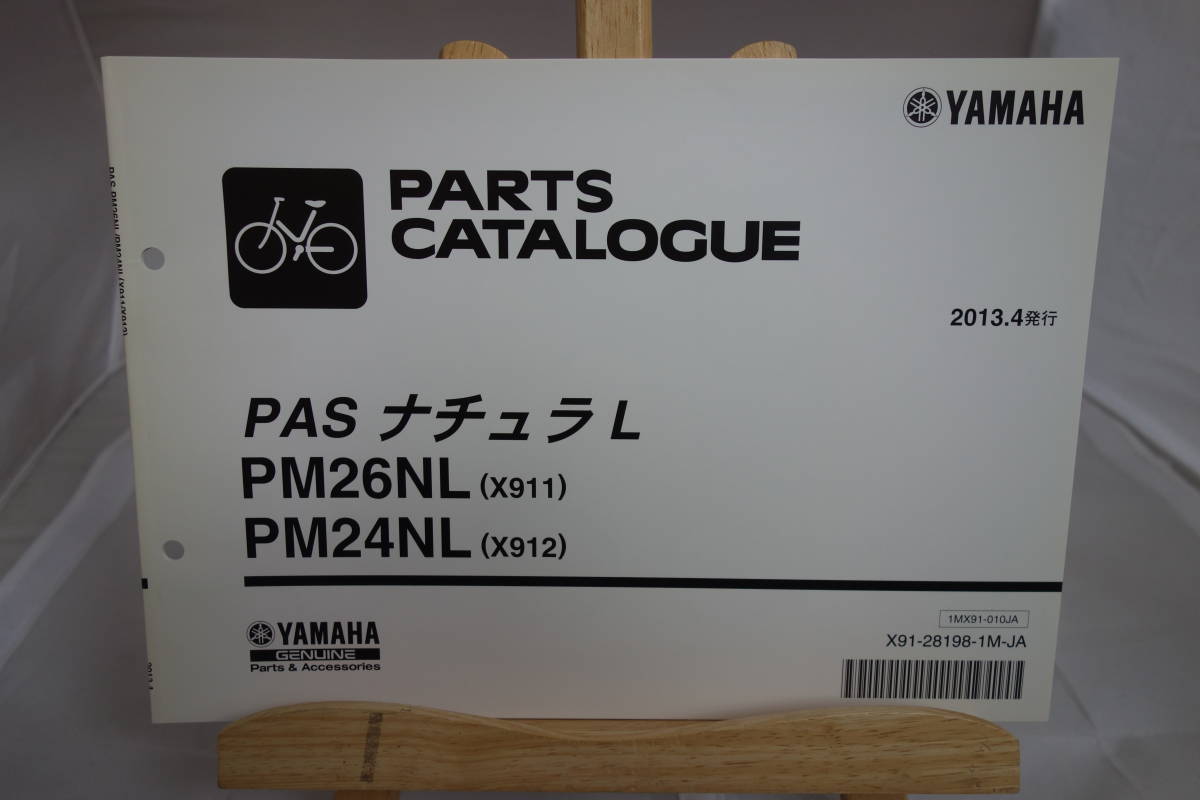 YAMAHA
PARTS
CATALOGUE
2013.4発行
PAS ナチュラ L
PM26NL (X911)
PM24NL (X912)
YAMAHA
GENUINE
Parts & Accessories
1MX91-010JA
X91-28198-1M-JA